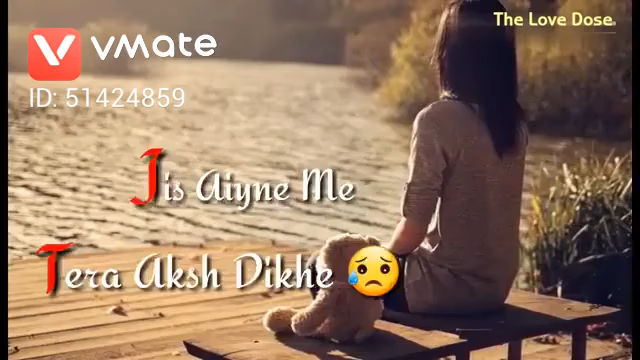 The Love Dose
VMate
ID: 51424859
Jis Aiyne Me
Tera Aksh Dikhe 😥